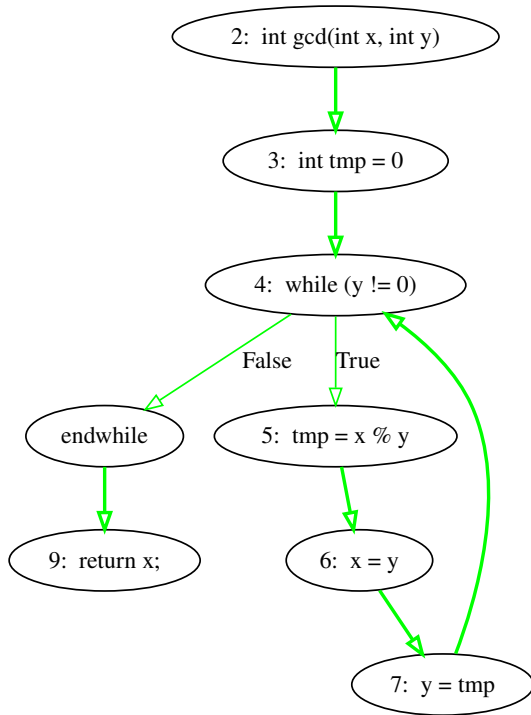 2: int gcd(int x, int y)
3: int tmp = 0
4: while (y != 0)
False
True
endwhile
5: tmp = x % y
9: return x;
6: x = y
7: y = tmp